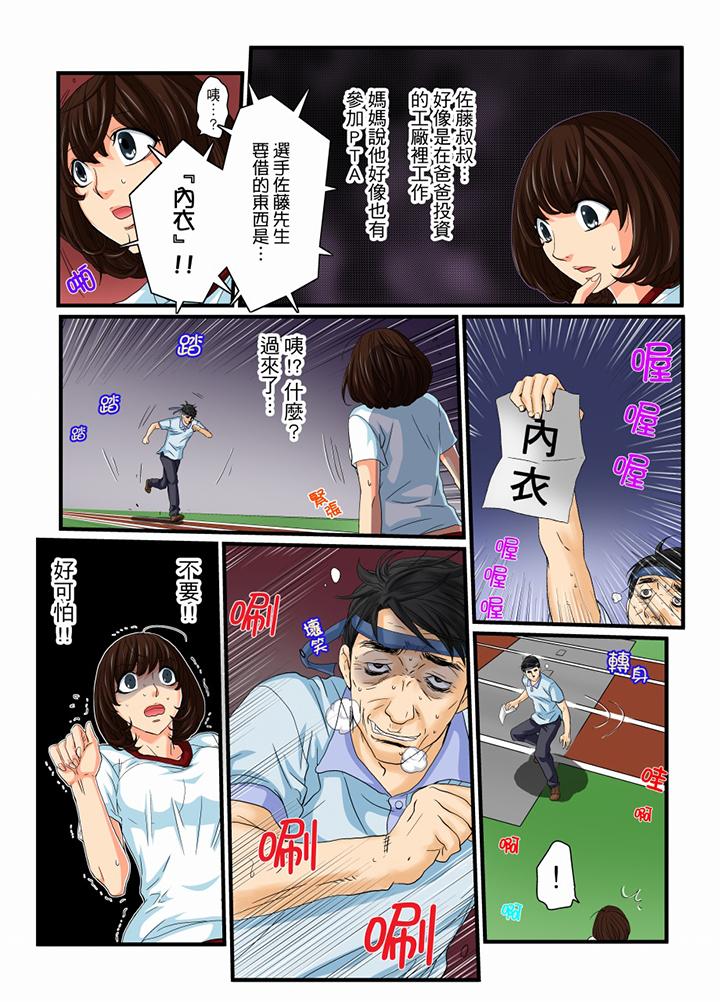 佐藤叔叔…
好像是在爸爸投資
的工廠裡工作
媽媽說他好像也有
參加PTA
咦…?
選手佐藤先生
要借的東西是…
『內衣』!!
啪
喔
喔
喔
內衣
喔
喔
喔
咦!?什麼?
過來了…
踏
踏
踏
緊張
轉身
哇
啊
啊
啊
!
唰
壞笑
唰
唰
不要!!
好可怕!!